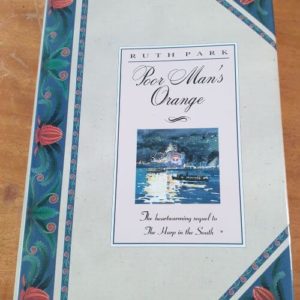 RUTH PARK
Poor Man's
Orange
The heartwarming sequel to
The Harp in the South